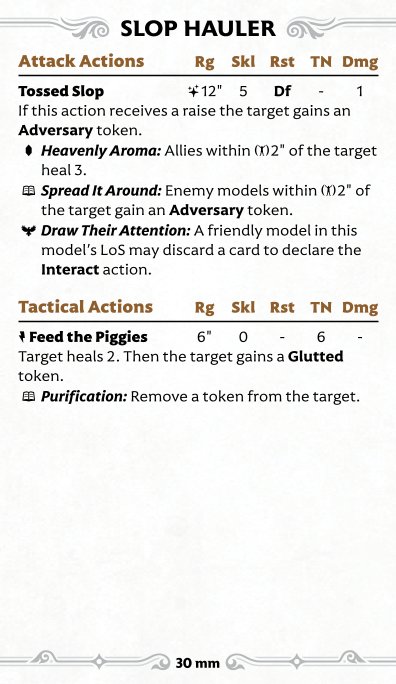 SLOP HAULER
Attack Actions Rg Skl Rst TN Dmg
Tossed Slop 12" 5 Df - 1
If this action receives a raise the target gains an
Adversary token.
Heavenly Aroma: Allies within 2" of the target
heal 3.
Spread It Around: Enemy models within 2" of
the target gain an Adversary token.
Draw Their Attention: A friendly model in this
model's LoS may discard a card to declare the
Interact action.
Tactical Actions Rg Skl Rst TN Dmg
Feed the Piggies 6" 0 - 6 -
Target heals 2. Then the target gains a Glutted
token.
Purification: Remove a token from the target.
30 mm